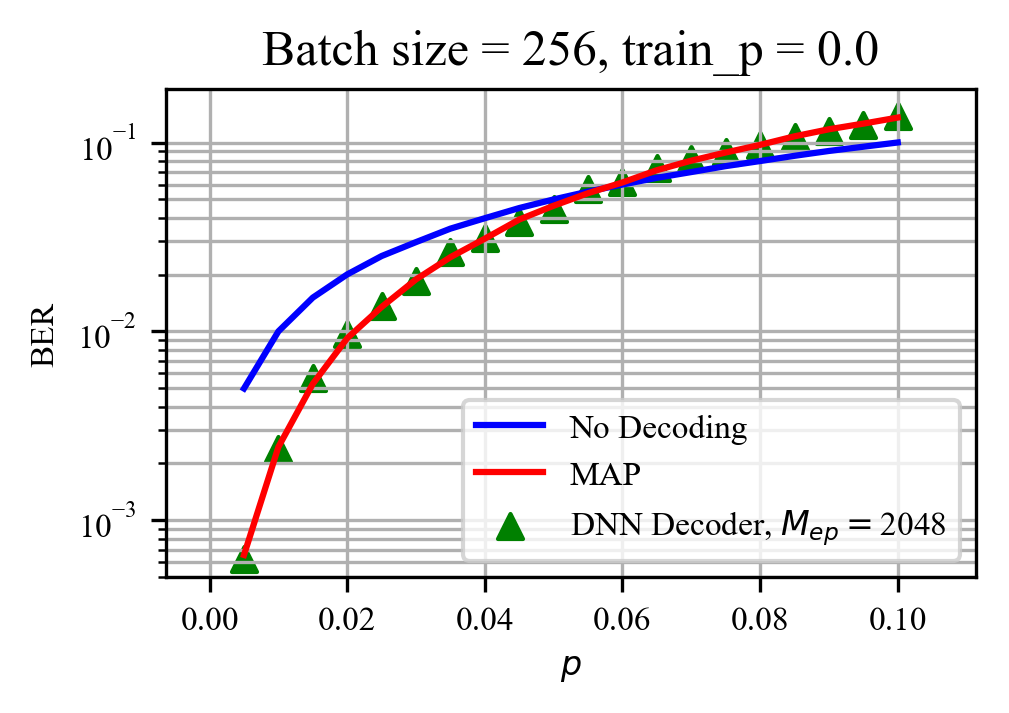 Batch size = 256, train_p = 0.0
10⁻¹
10⁻²
10⁻³
BER
No Decoding
MAP
DNN Decoder, Mₑₚ = 2048
0.00 0.02 0.04 0.06 0.08 0.10
p